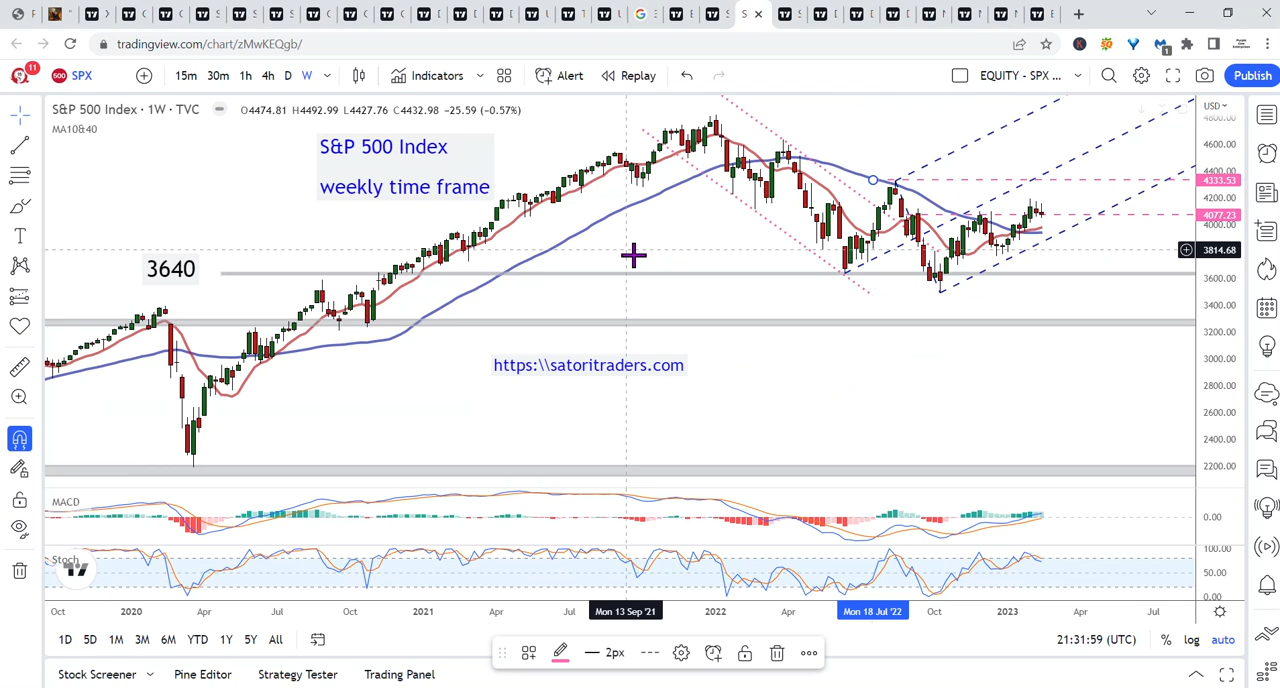 tradingview.com/chart/zMwKEQgb/
11
500 SPX
15m 30m 1h 4h D W
Indicators
Alert
Replay
EQUITY - SPX ...
Publish
S&P 500 Index · 1W · TVC
O4474.81 H4492.99 L4427.76 C4432.98 -25.59 (-0.57%)
USD
MA10&40
S&P 500 Index
weekly time frame
3640
https:\\satoritraders.com
4800.00
4600.00
4400.00
4333.53
4200.00
4077.23
4000.00
3814.68
3600.00
3400.00
3200.00
3000.00
2800.00
2600.00
2400.00
2200.00
MACD
0.00
Stoch
100.00
50.00
0.00
Oct 2020 Apr Jul Oct 2021 Apr Jul Mon 13 Sep '21 2022 Apr Mon 18 Jul '22 Oct 2023 Apr Jul
1D 5D 1M 3M 6M YTD 1Y 5Y All
21:31:59 (UTC) % log auto
2px
Stock Screener Pine Editor Strategy Tester Trading Panel